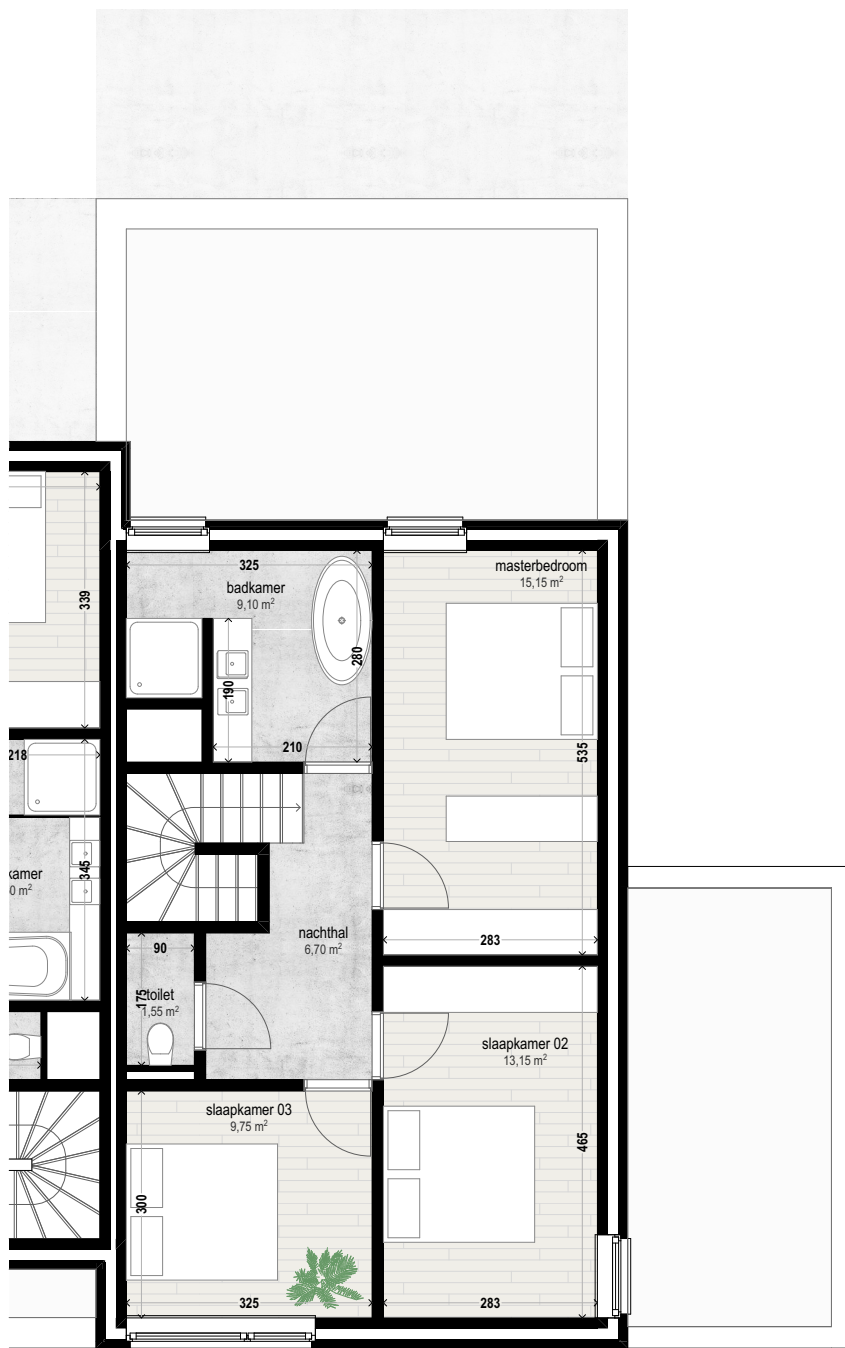 325
badkamer
9,10 m²
masterbedroom
15,15 m²
339
280
190
210
535
218
kamer
0 m²
345
nachthal
6,70 m²
90
283
175
toilet
1,55 m²
slaapkamer 02
13,15 m²
slaapkamer 03
9,75 m²
465
300
325
283